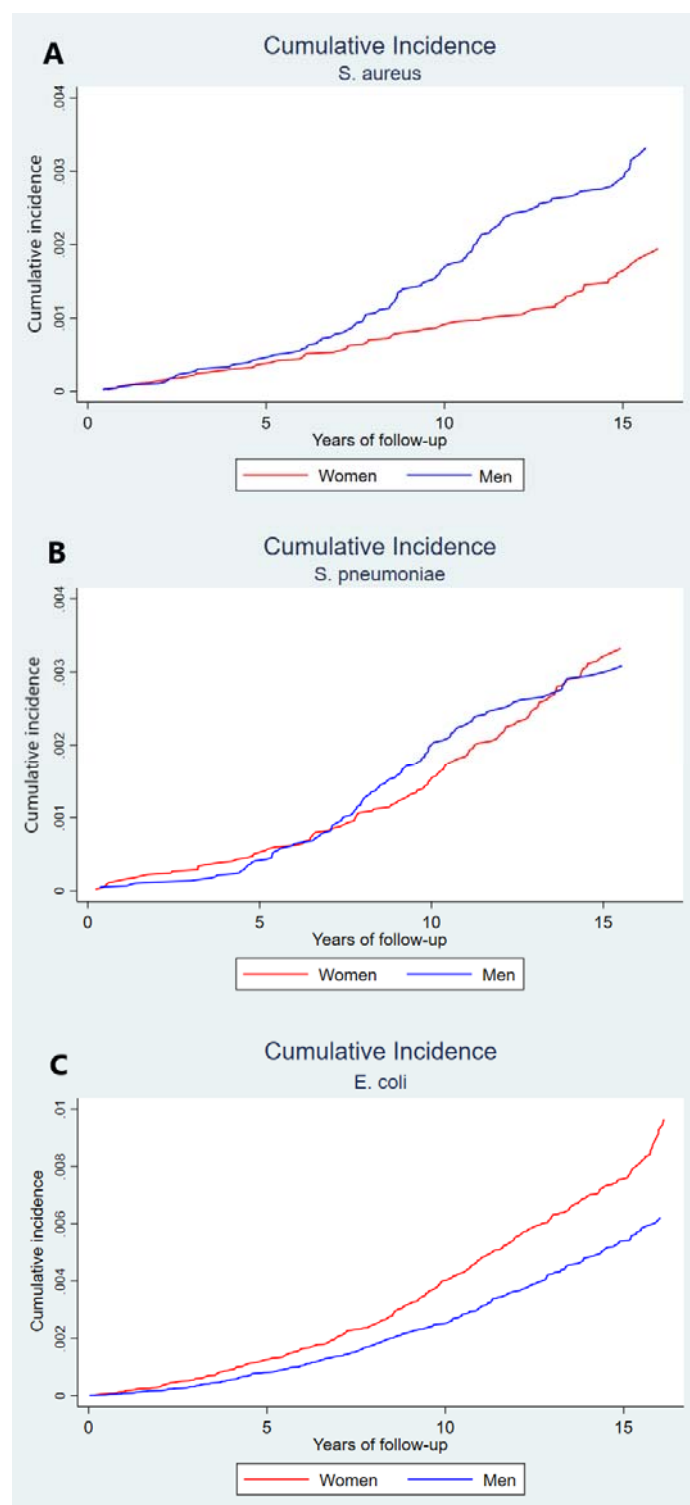 A
Cumulative Incidence
S. aureus
Cumulative incidence
.004
.003
.002
.001
0
0 5 10 15
Years of follow-up
Women Men
B
Cumulative Incidence
S. pneumoniae
Cumulative incidence
.004
.003
.002
.001
0
0 5 10 15
Years of follow-up
Women Men
C
Cumulative Incidence
E. coli
Cumulative incidence
.01
.008
.006
.004
.002
0
0 5 10 15
Years of follow-up
Women Men